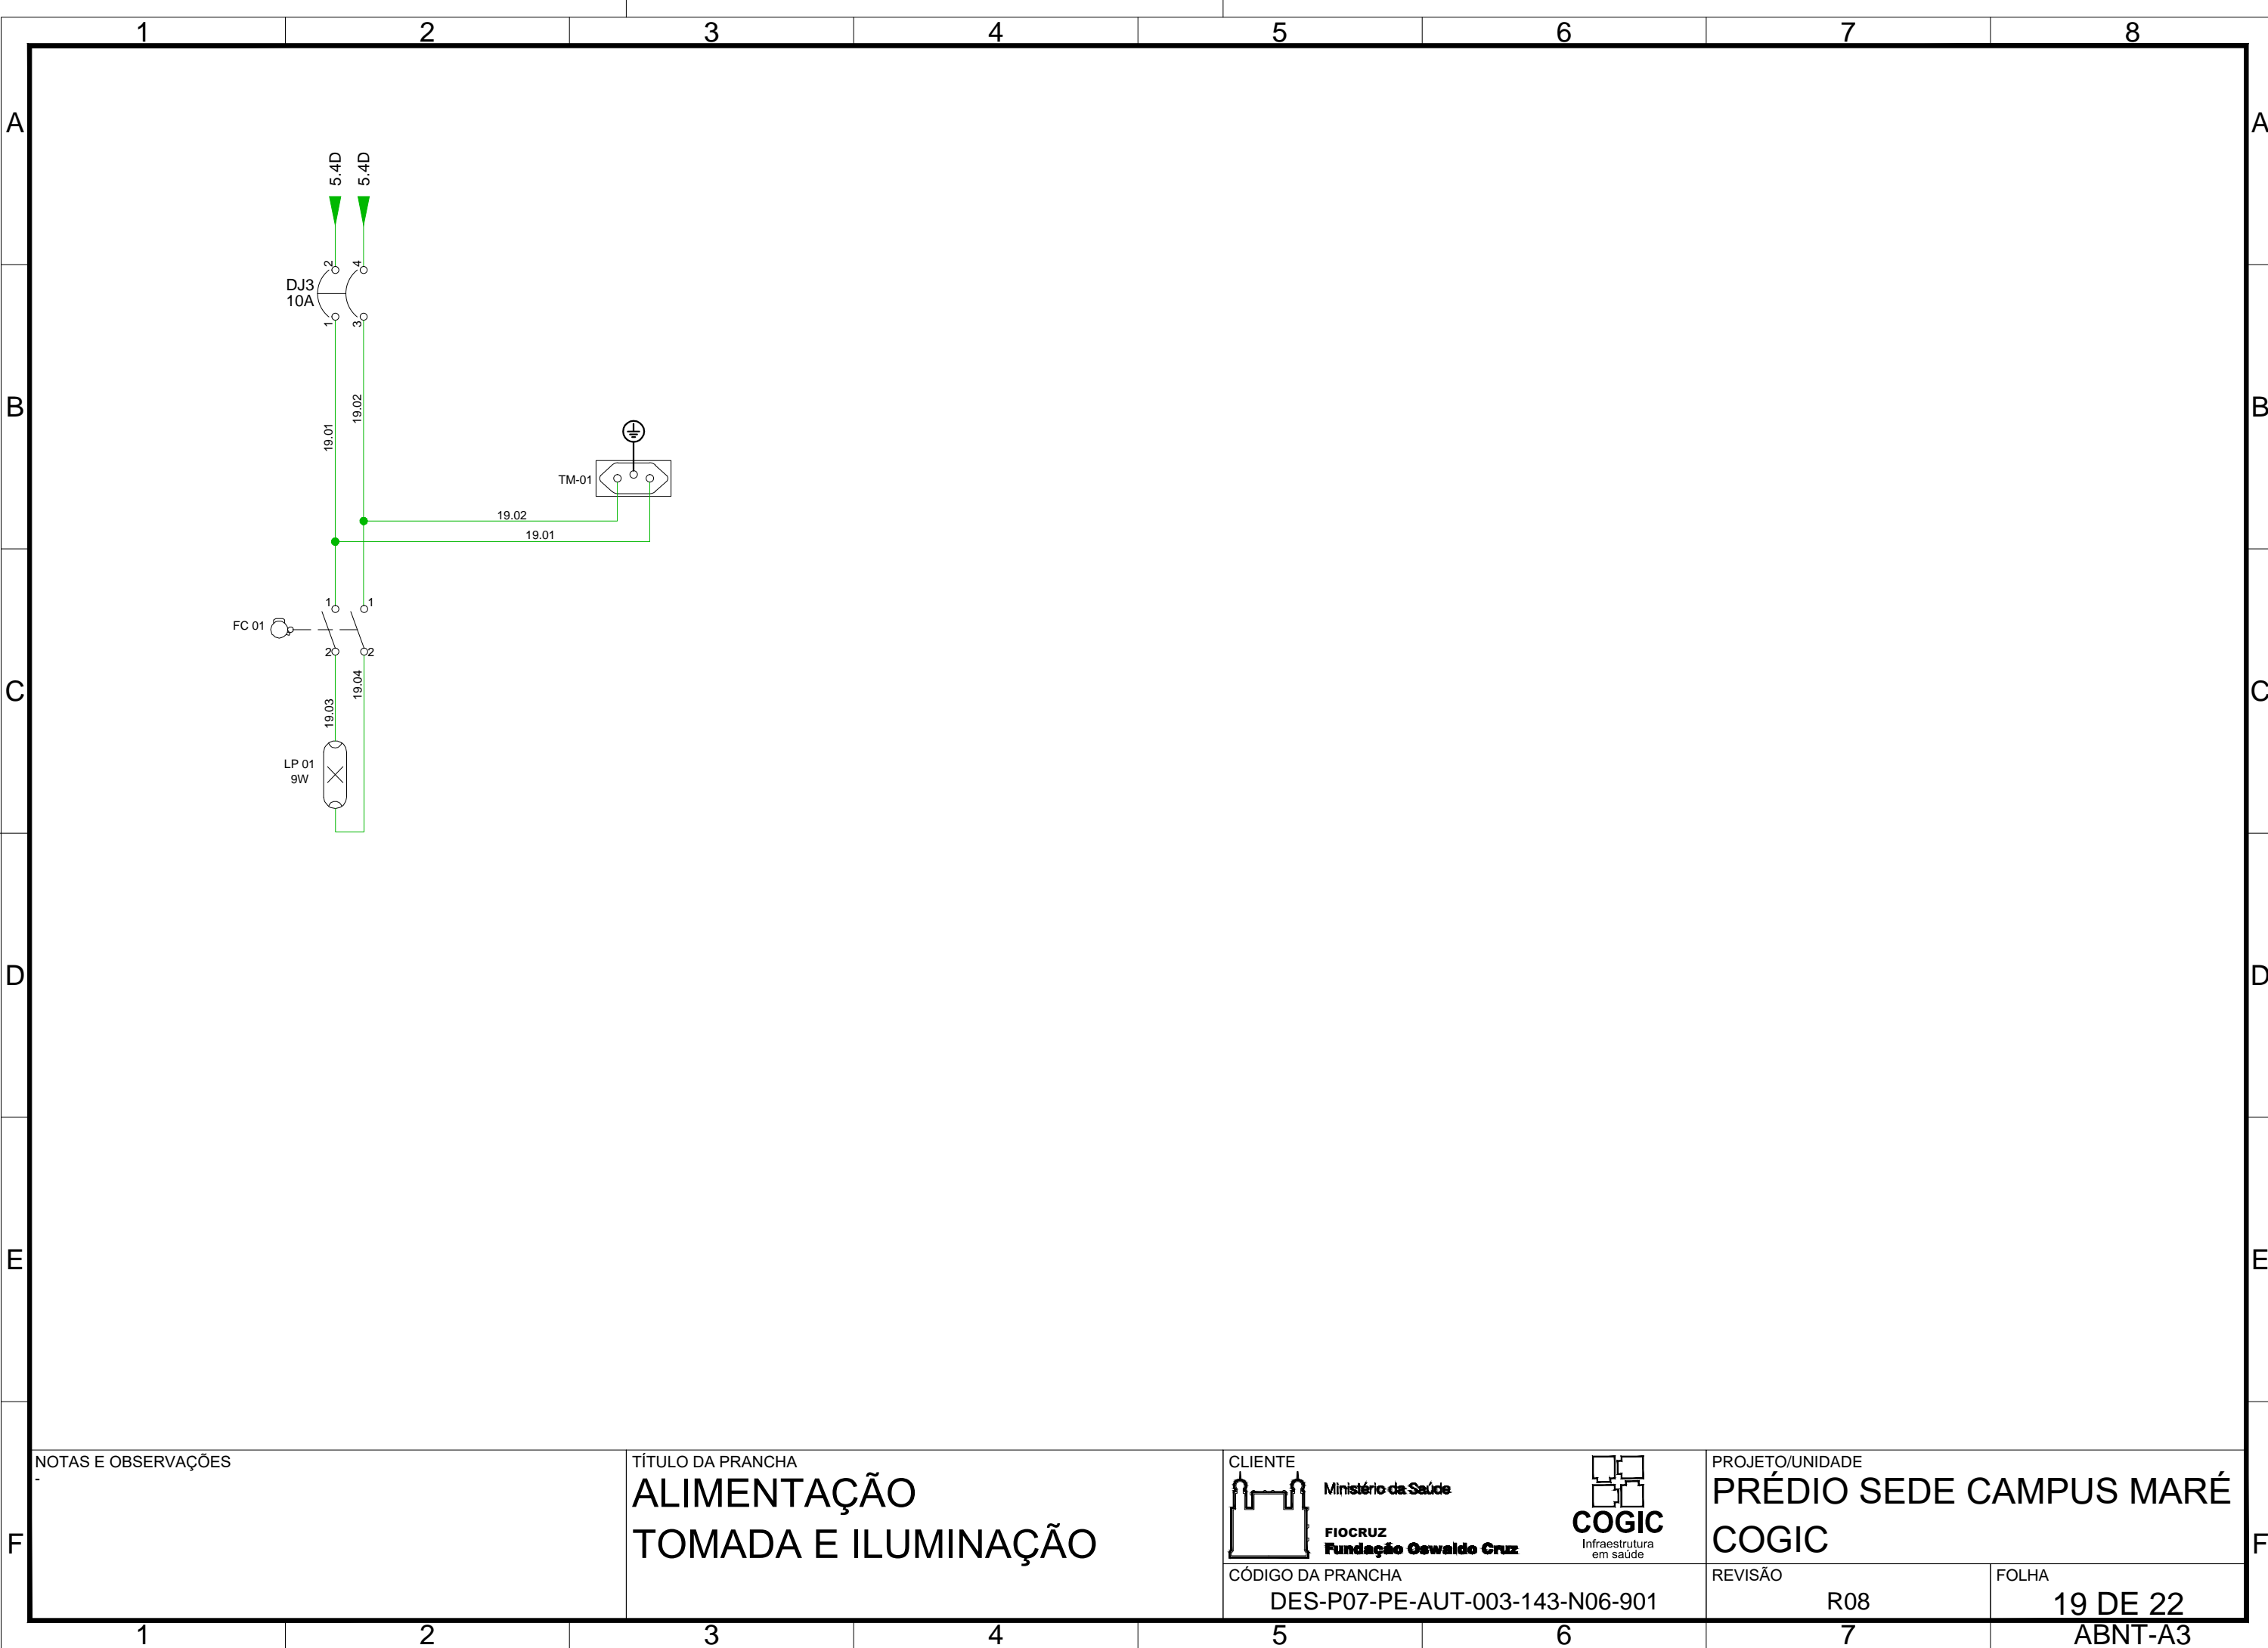 1 2 3 4 5 6 7 8
A A
5.4D 5.4D
2 4
DJ3
10A
1 3
B B
19.02
19.01
TM-01
19.02
19.01
1 1
FC 01
2 2
C C
19.04
19.03
LP 01
9W
D D
E E
F F
NOTAS E OBSERVAÇÕES
-
TÍTULO DA PRANCHA
ALIMENTAÇÃO
TOMADA E ILUMINAÇÃO
CLIENTE
Ministério da Saúde
FIOCRUZ
Fundação Oswaldo Cruz
COGIC
Infraestrutura
em saúde
CÓDIGO DA PRANCHA
DES-P07-PE-AUT-003-143-N06-901
PROJETO/UNIDADE
PRÉDIO SEDE CAMPUS MARÉ
COGIC
REVISÃO
R08
FOLHA
19 DE 22
1 2 3 4 5 6 7 ABNT-A3